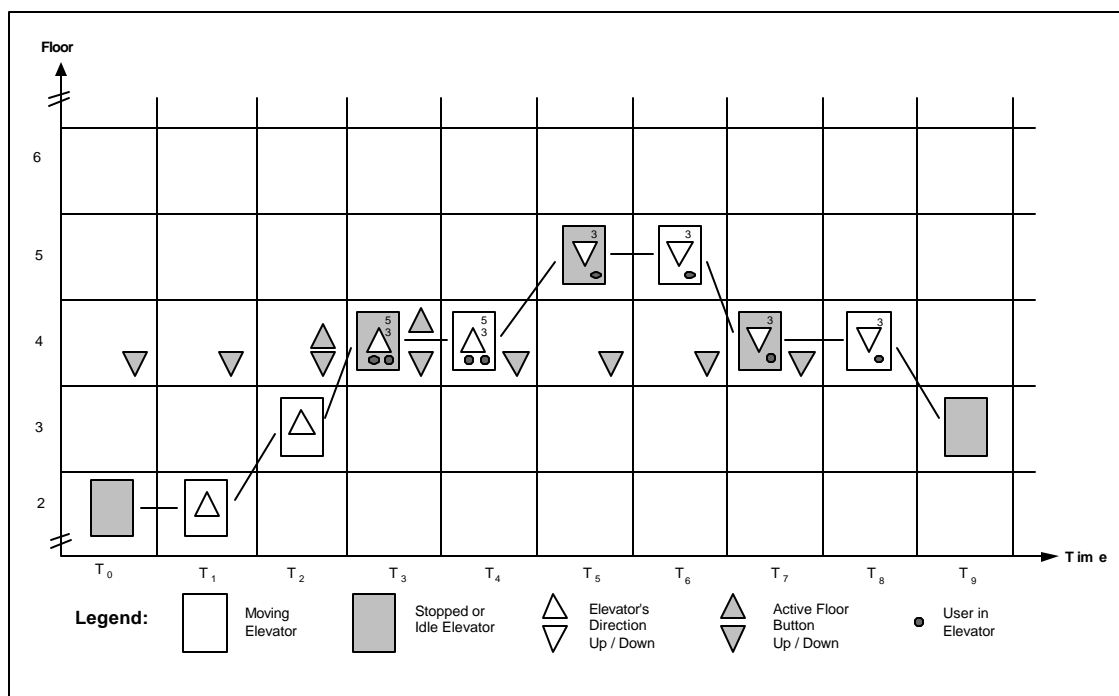 Floor
6
5
4
3
2
3
3
5
3
5
3
3
3
T0 T1 T2 T3 T4 T5 T6 T7 T8 T9
Time
Legend:
Moving
Elevator
Stopped or
Idle Elevator
Elevator's
Direction
Up / Down
Active Floor
Button
Up / Down
User in
Elevator